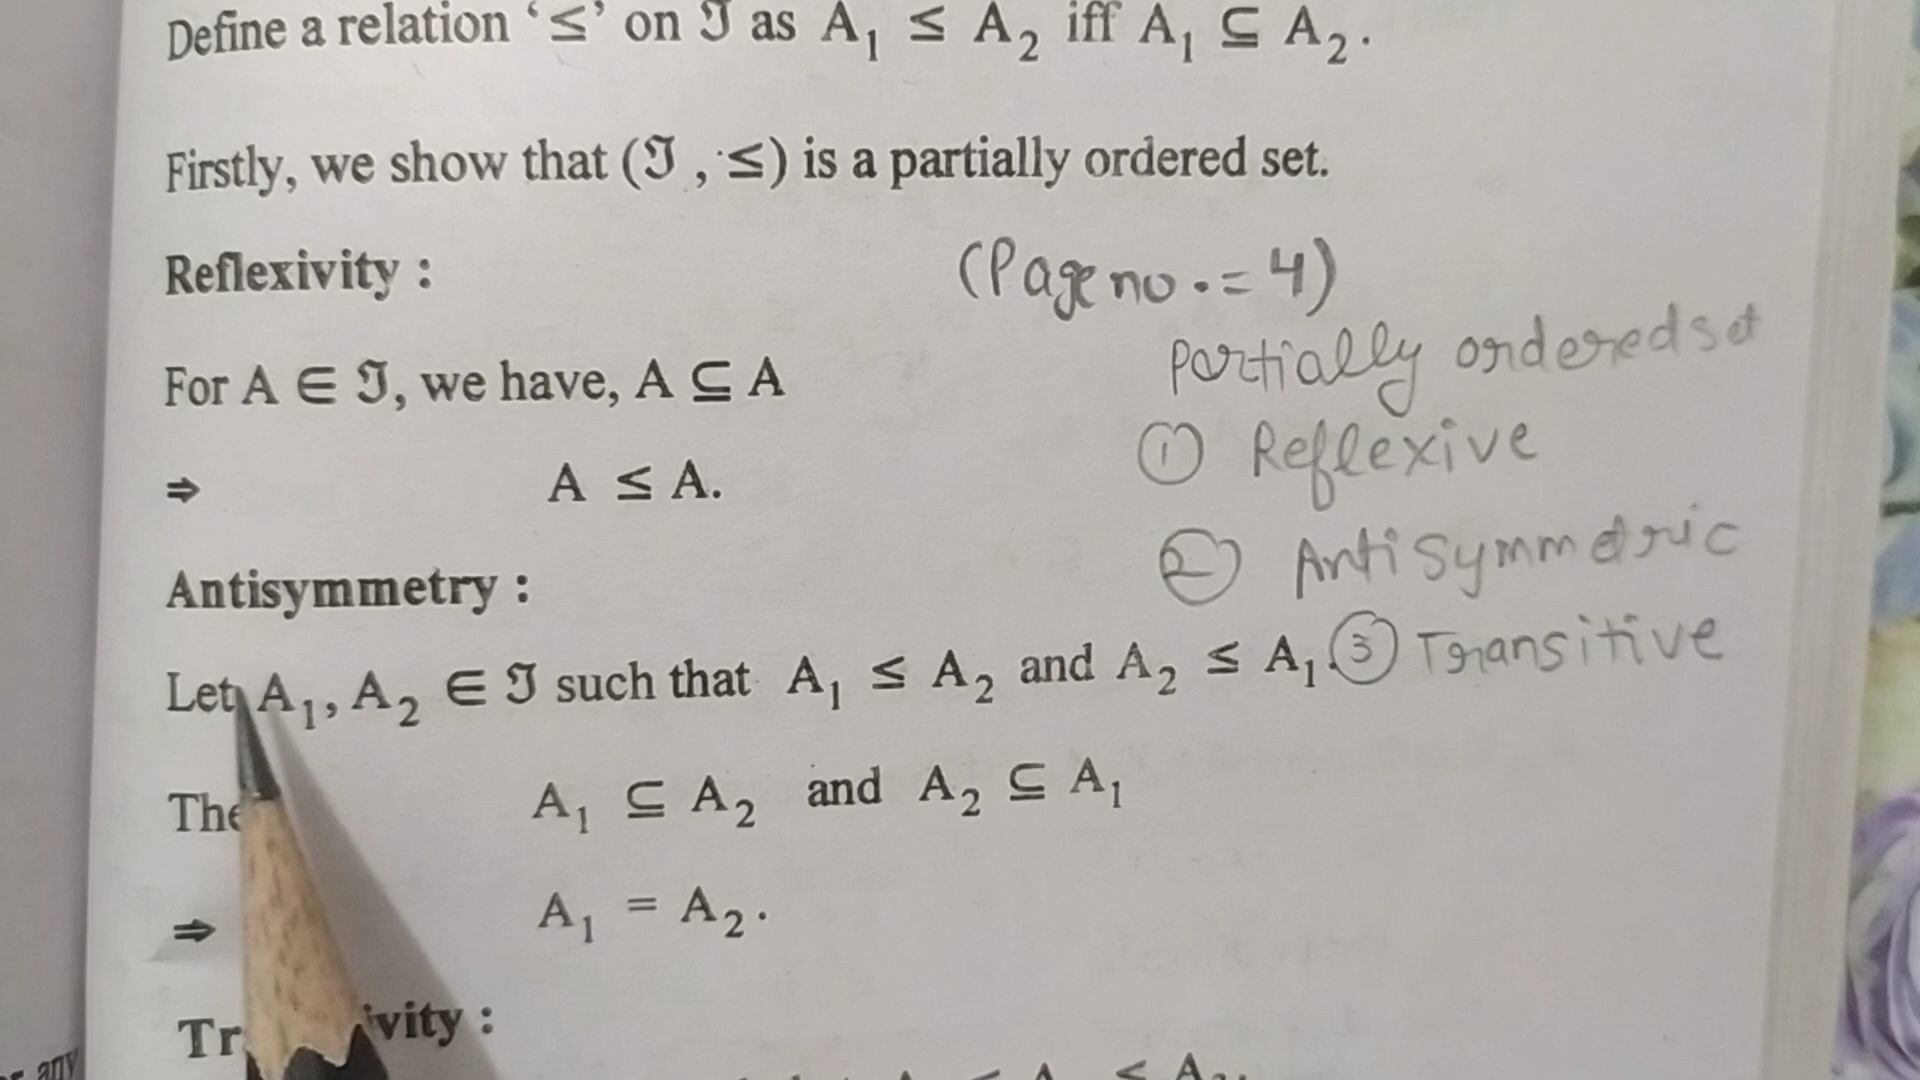 Define a relation ‘≤’ on ℑ as A₁ ≤ A₂ iff A₁ ⊆ A₂.
Firstly, we show that (ℑ , ≤) is a partially ordered set.
Reflexivity :
(Page no . = 4)
partially ordered set
For A ∈ ℑ, we have, A ⊆ A
① Reflexive
⇒ A ≤ A.
② Antisymmetric
Antisymmetry :
③ Transitive
Let A₁, A₂ ∈ ℑ such that A₁ ≤ A₂ and A₂ ≤ A₁.
A₁ ⊆ A₂ and A₂ ⊆ A₁
⇒ A₁ = A₂.
any